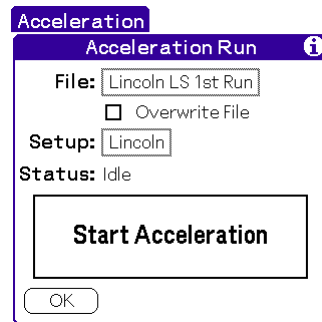 Acceleration
Acceleration Run
File: Lincoln LS 1st Run
Overwrite File
Setup: Lincoln
Status: Idle
Start Acceleration
OK